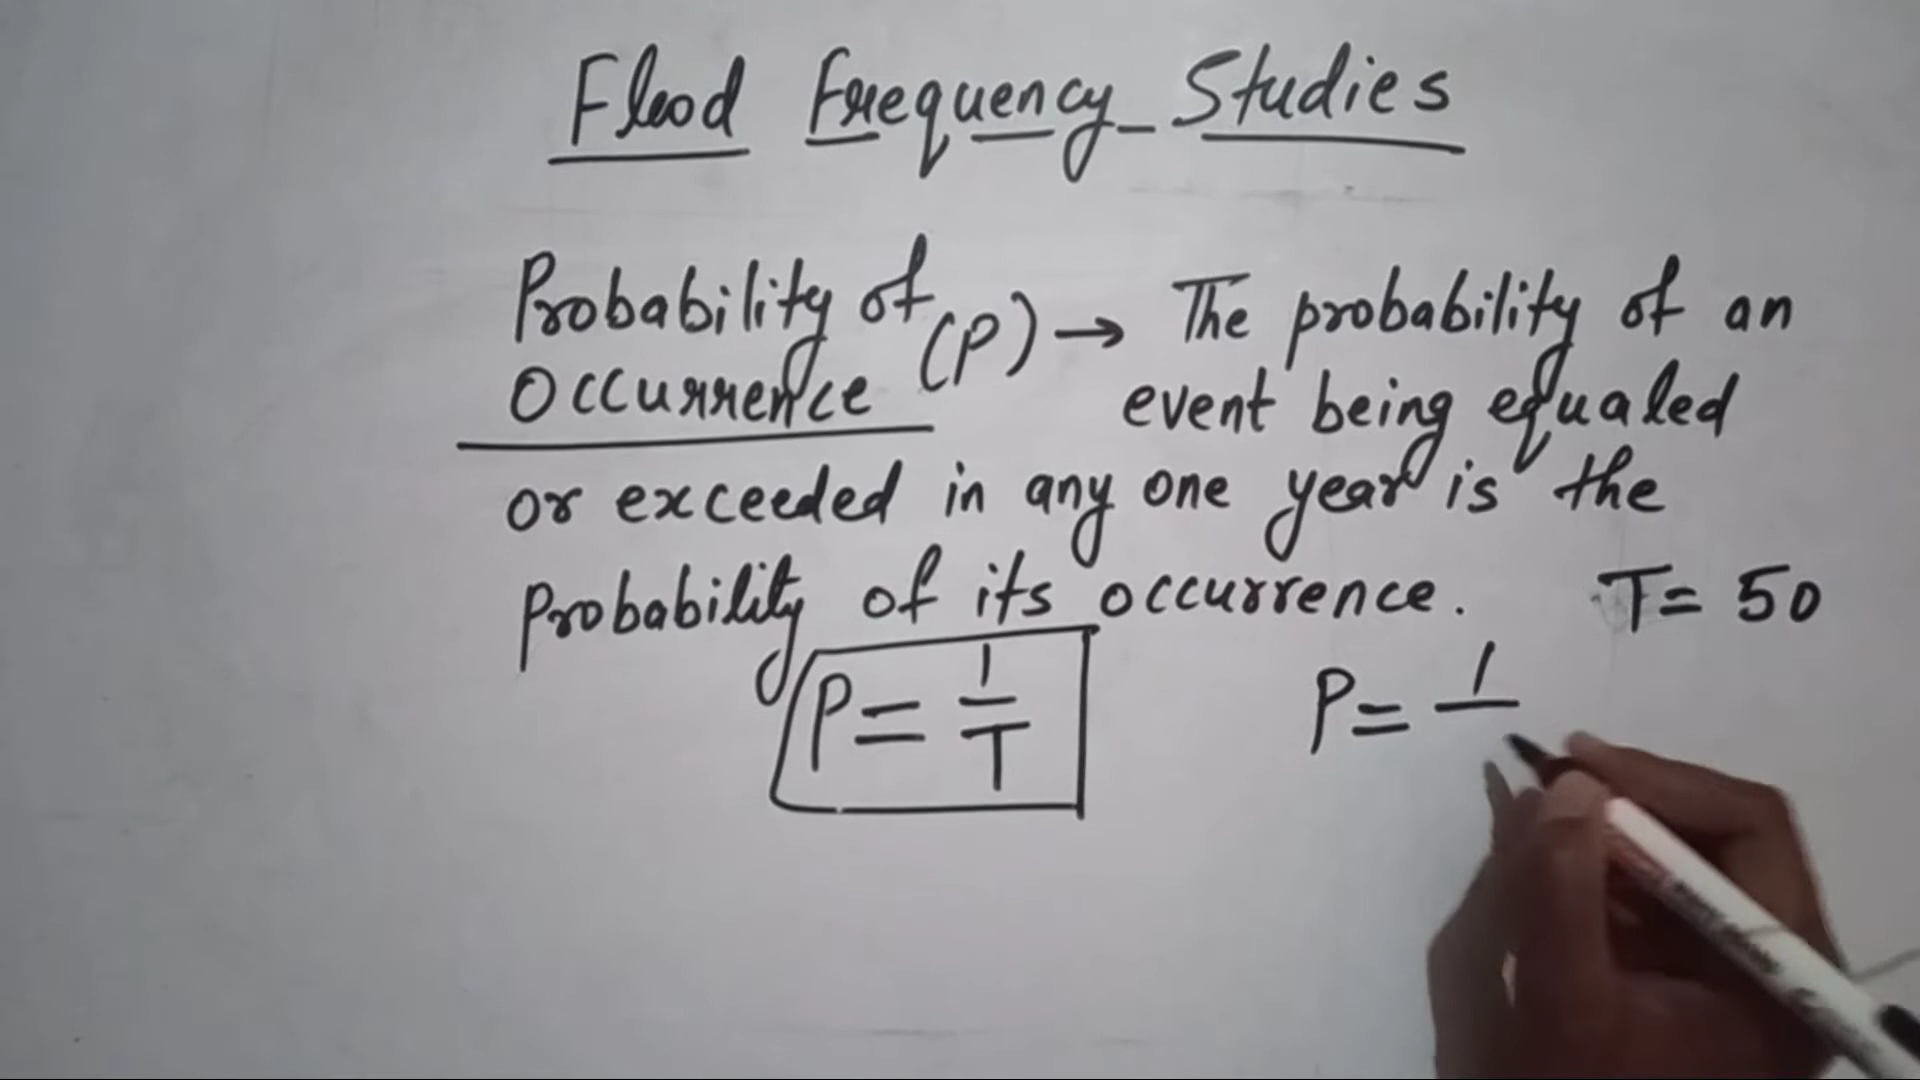 Flood Frequency Studies
Probability of Occurrence (P) → The probability of an
event being equaled
or exceeded in any one year is the
probability of its occurrence.
T = 50
P = 1/T
P = 1/